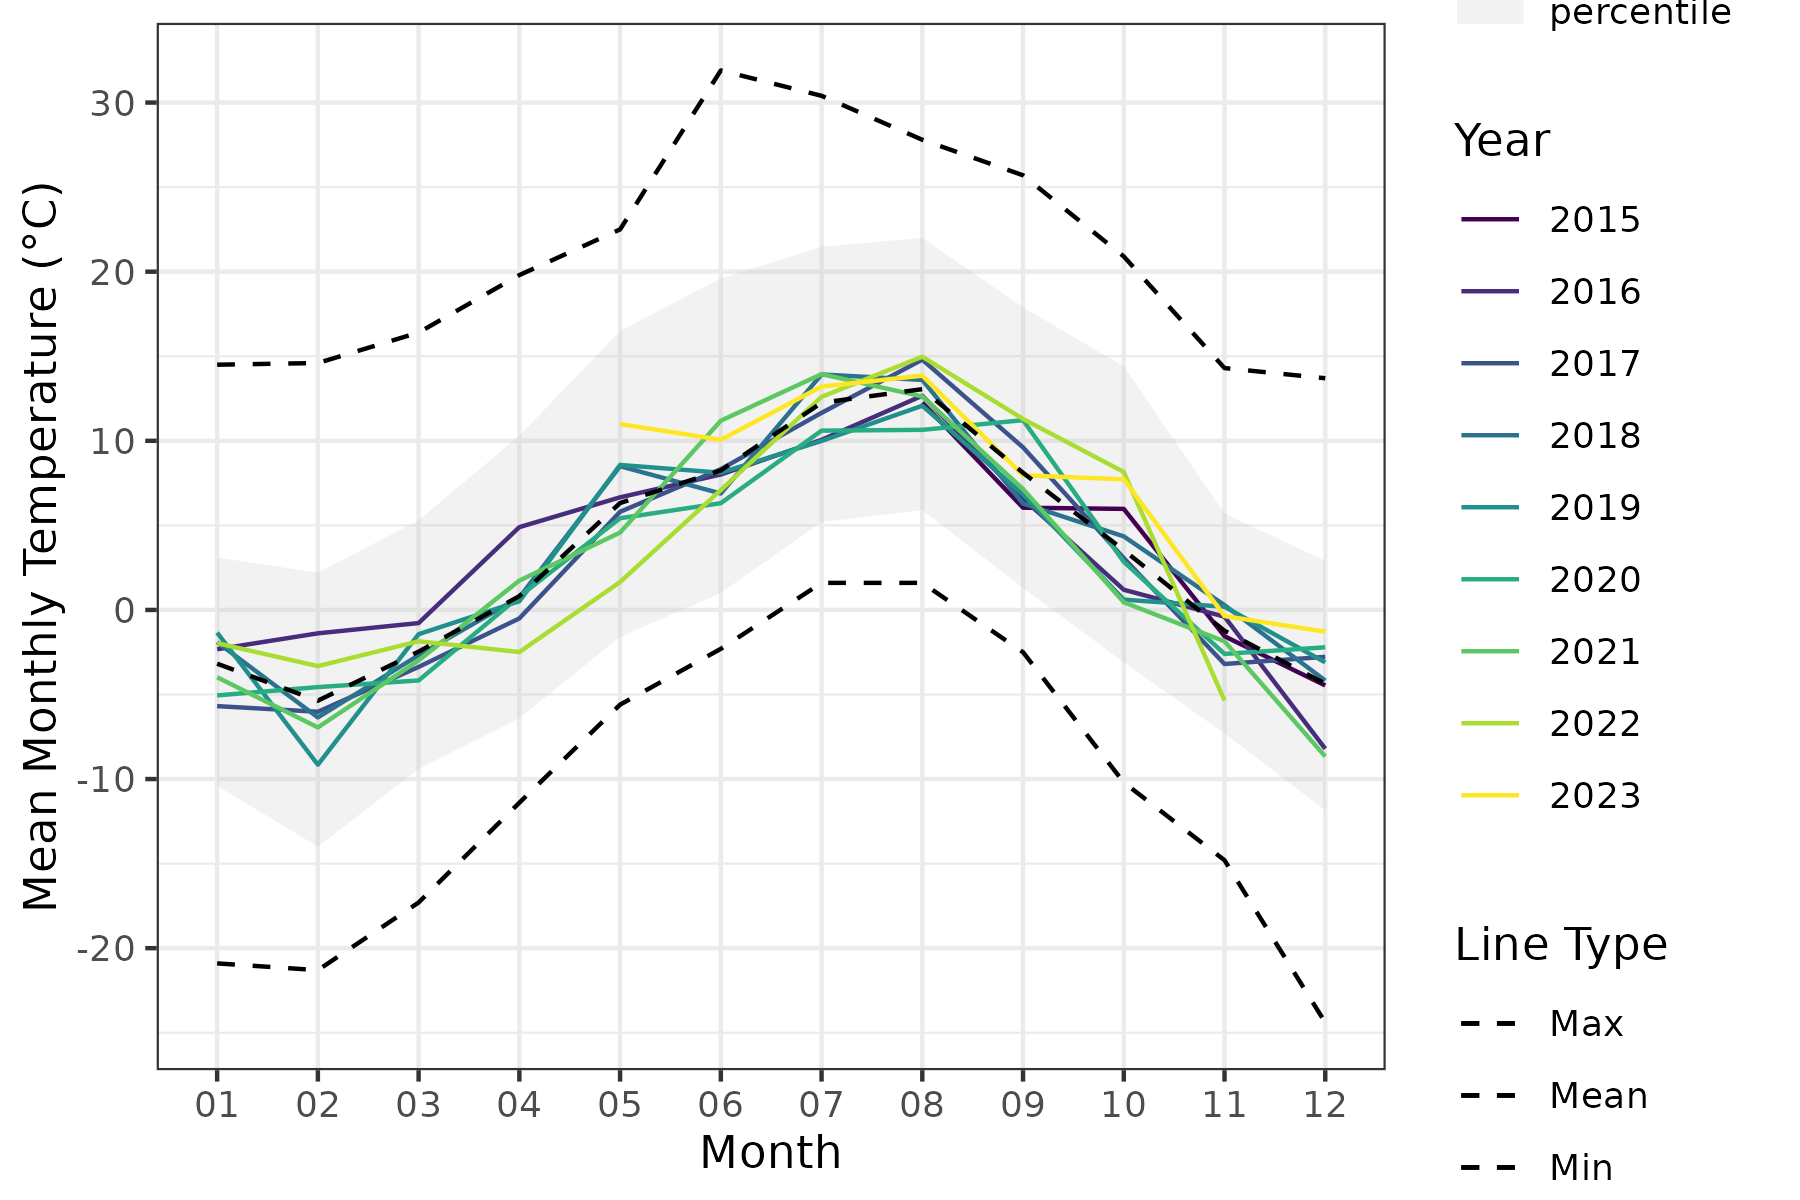 percentile
Year
2015
2016
2017
2018
2019
2020
2021
2022
2023
Line Type
Max
Mean
Min
Mean Monthly Temperature (°C)
30
20
10
0
-10
-20
01 02 03 04 05 06 07 08 09 10 11 12
Month